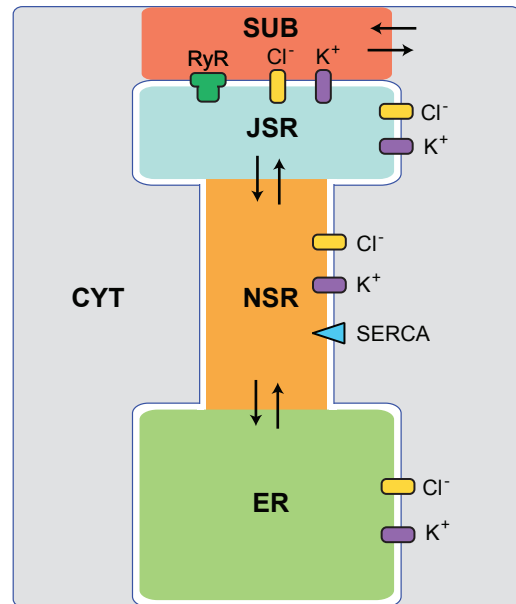 SUB
RyR
Cl⁻
K⁺
Cl⁻
JSR
K⁺
Cl⁻
K⁺
CYT
NSR
SERCA
Cl⁻
ER
K⁺